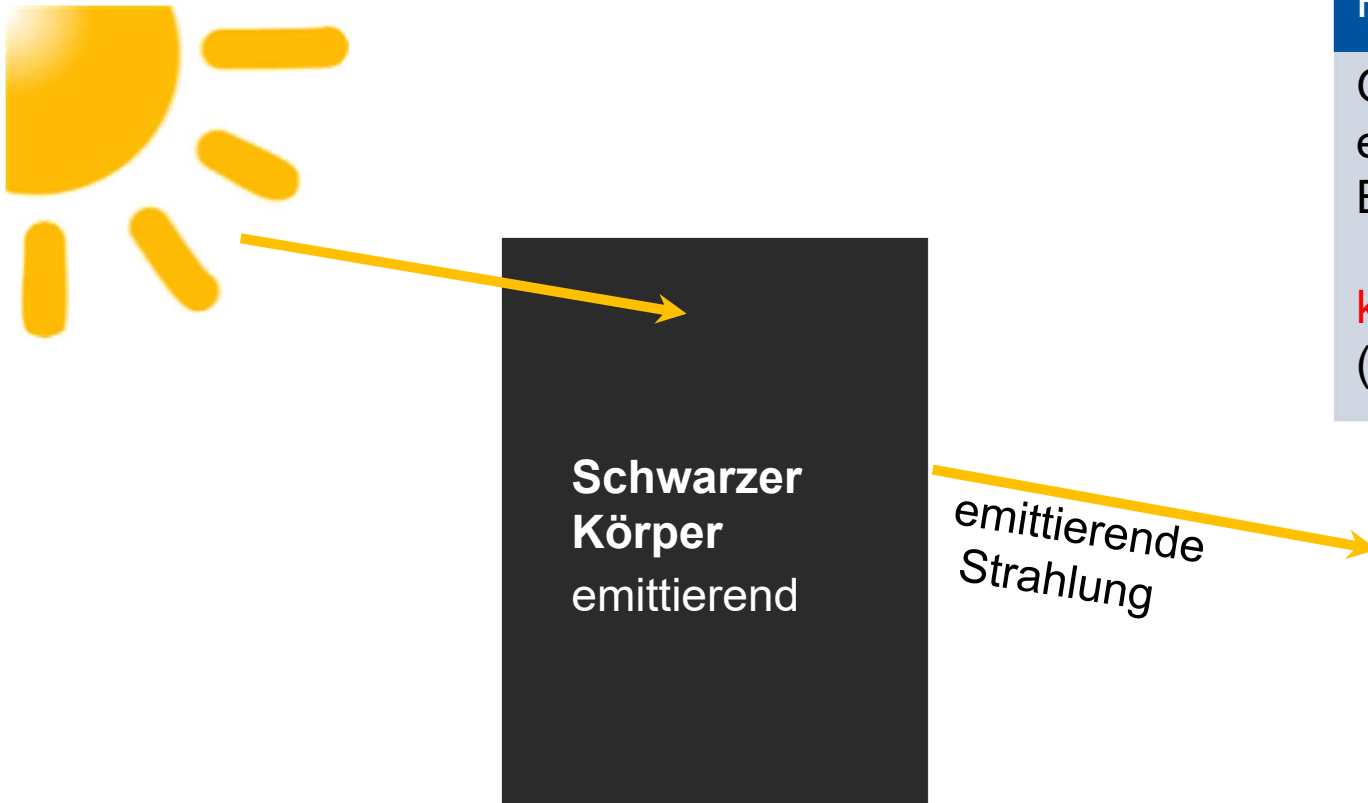 Schwarzer
Körper
emittierend
emittierende
Strahlung